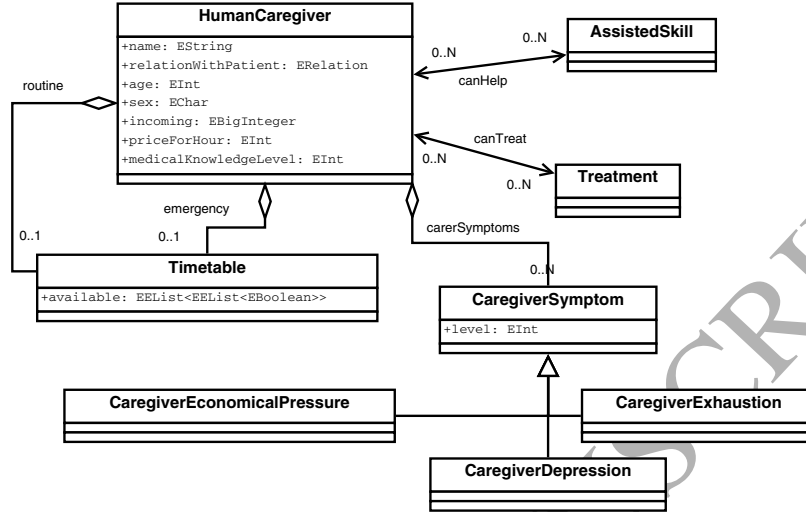 HumanCaregiver
+name: EString
+relationWithPatient: ERelation
+age: EInt
+sex: EChar
+incoming: EBigInteger
+priceForHour: EInt
+medicalKnowledgeLevel: EInt
AssistedSkill
0..N
0..N
canHelp
routine
canTreat
0..N
0..N
Treatment
emergency
0..1
0..1
carerSymptoms
0..N
Timetable
+available: EEList<EEList<EBoolean>>
CaregiverSymptom
+level: EInt
CaregiverEconomicalPressure
CaregiverExhaustion
CaregiverDepression